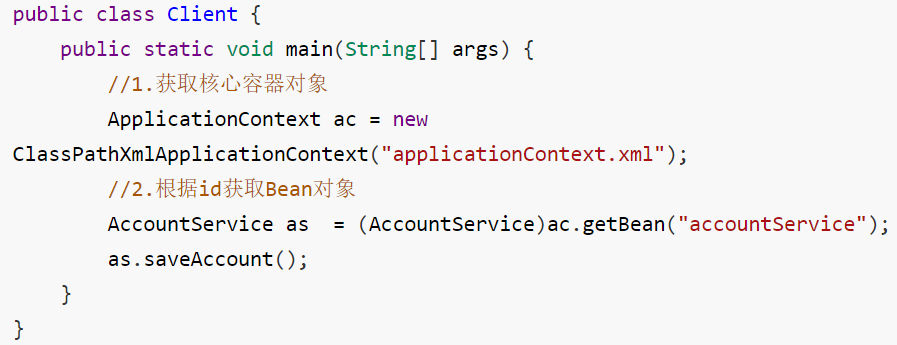 public class Client {
public static void main(String[] args) {
//1.获取核心容器对象
ApplicationContext ac = new
ClassPathXmlApplicationContext("applicationContext.xml");
//2.根据id获取Bean对象
AccountService as  = (AccountService)ac.getBean("accountService");
as.saveAccount();
}
}